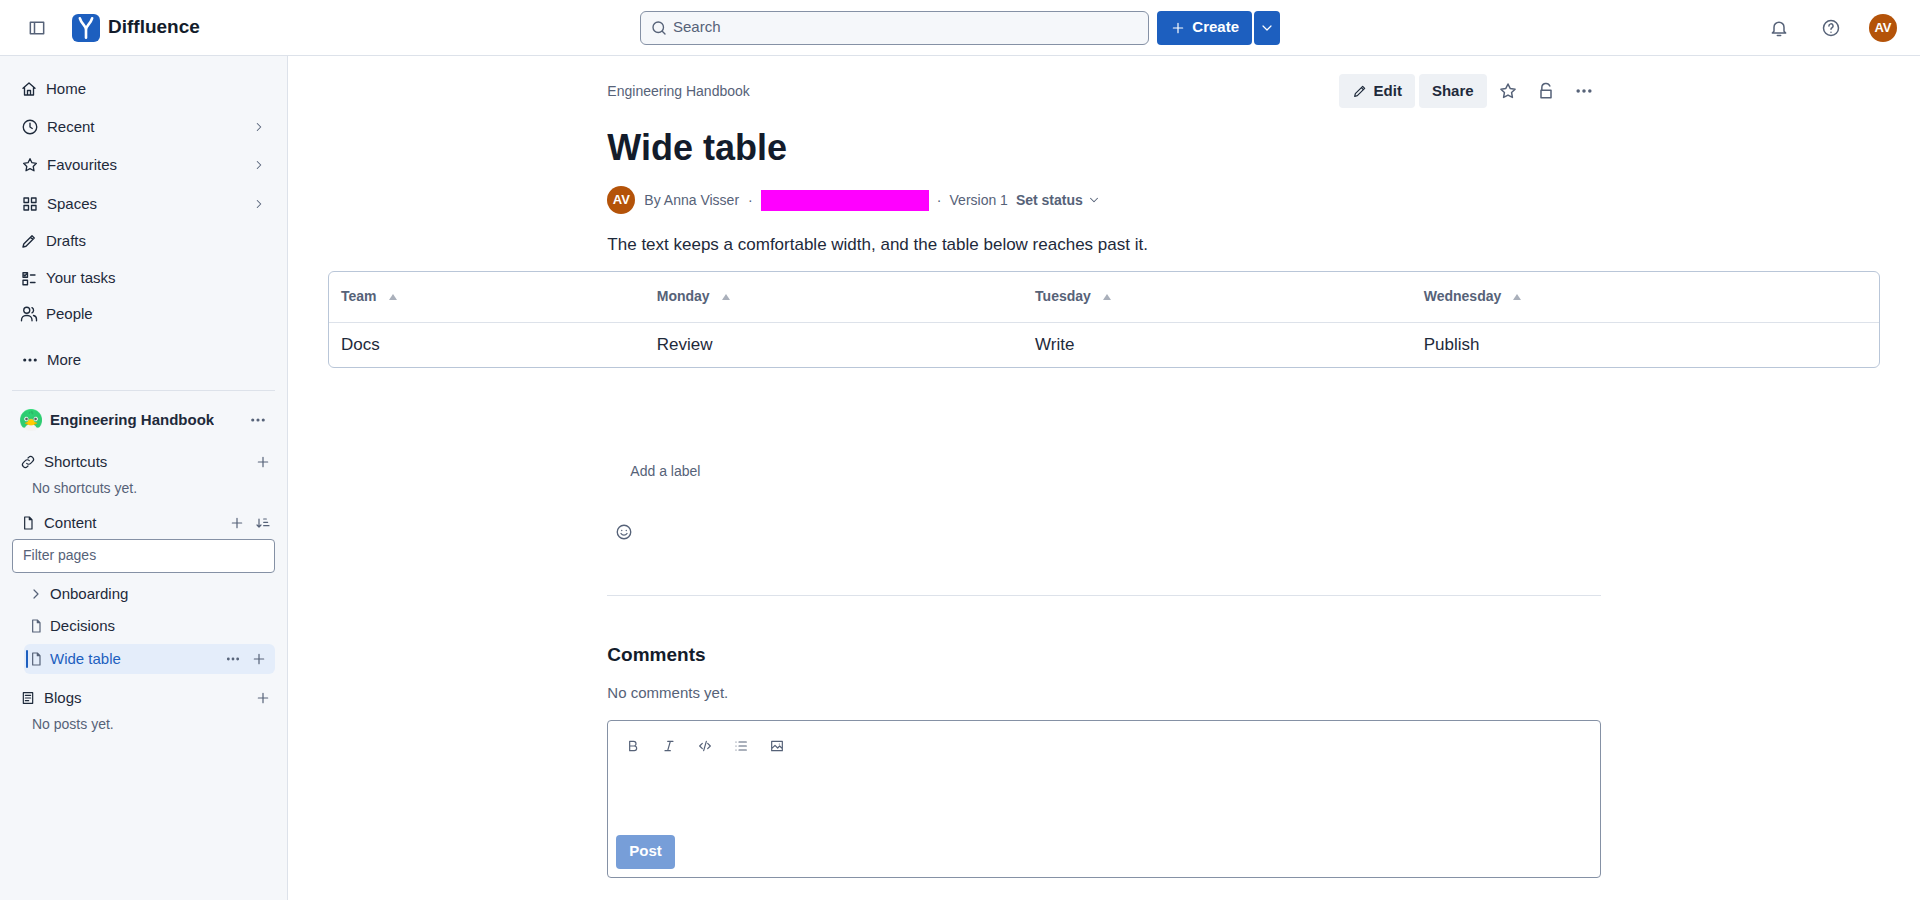 Diffluence
Search
Create
AV
Home
Recent
Favourites
Spaces
Drafts
Your tasks
People
More
Engineering Handbook
Shortcuts
No shortcuts yet.
Content
Filter pages
Onboarding
Decisions
Wide table
Blogs
No posts yet.
Engineering Handbook
Edit
Share
Wide table
AV By Anna Visser · · Version 1 Set status
The text keeps a comfortable width, and the table below reaches past it.
Team Monday Tuesday Wednesday
Docs Review Write Publish
Add a label
Comments
No comments yet.
Post